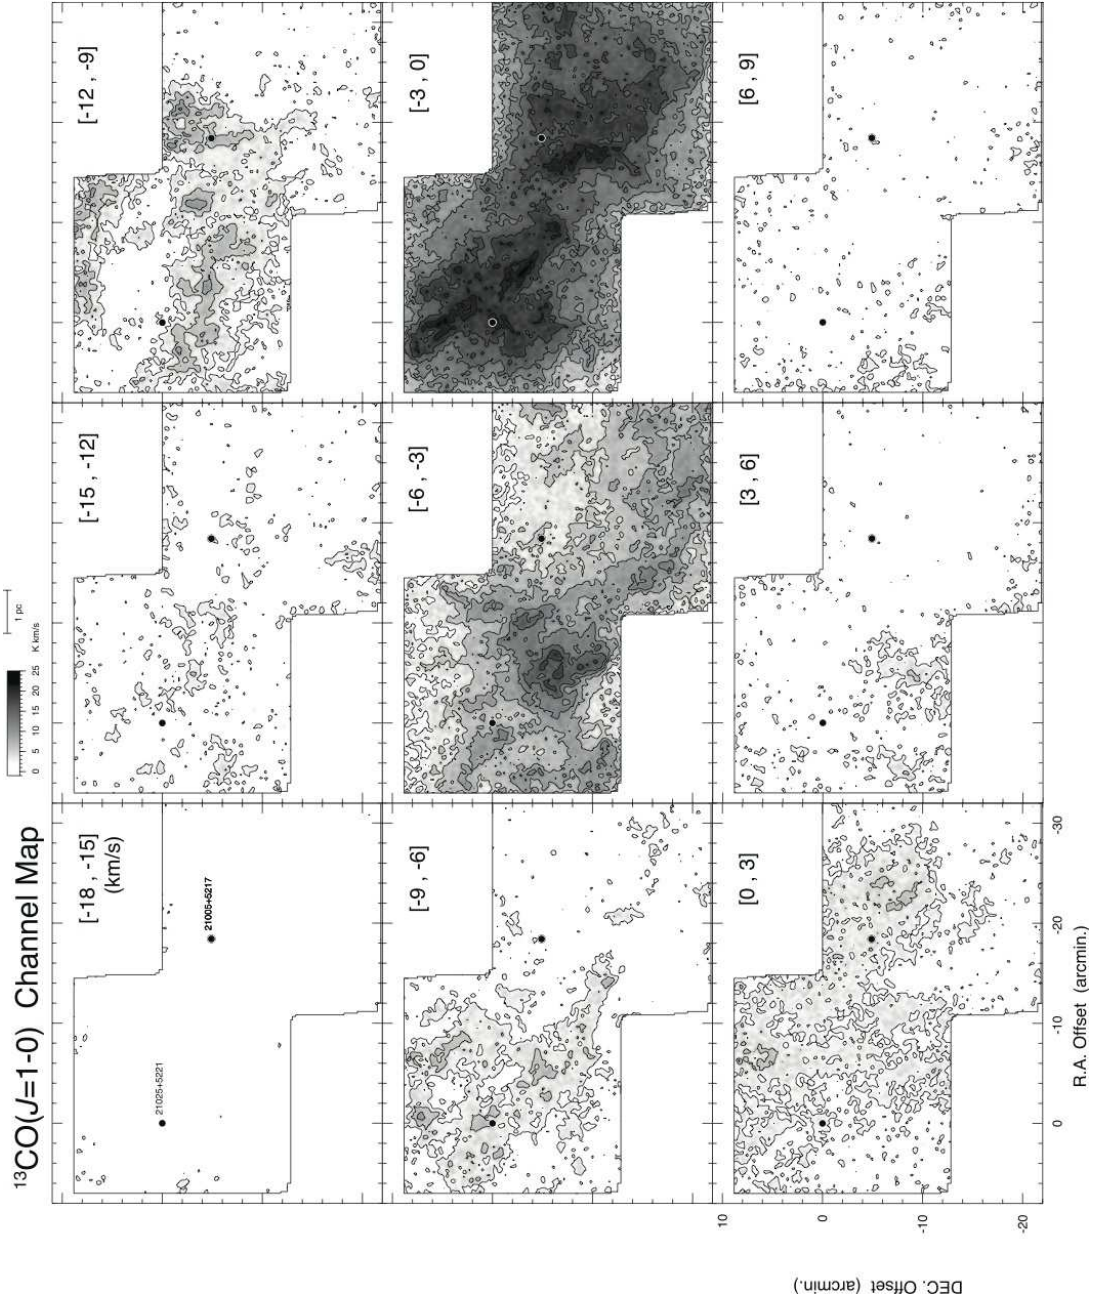 ¹³CO(J=1-0) Channel Map
0 5 10 15 20 25
K km/s
1 pc
[-18 , -15]
(km/s)
21025+5221
21005+5217
[-15 , -12]
[-12 , -9]
[-9 , -6]
[-6 , -3]
[-3 , 0]
[0 , 3]
[3 , 6]
[6 , 9]
10
0
-10
-20
DEC. Offset (arcmin.)
0 -10 -20 -30
R.A. Offset (arcmin.)